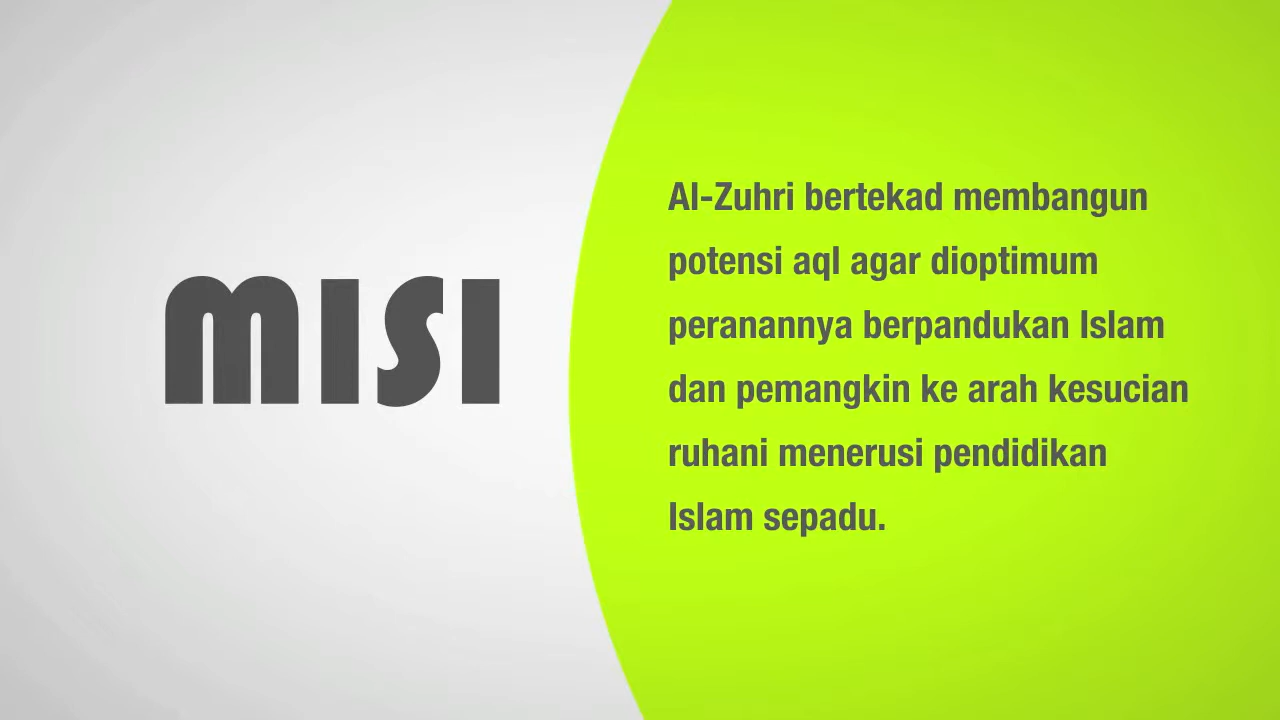 MISI
Al-Zuhri bertekad membangun
potensi aql agar dioptimum
peranannya berpandukan Islam
dan pemangkin ke arah kesucian
ruhani menerusi pendidikan
Islam sepadu.